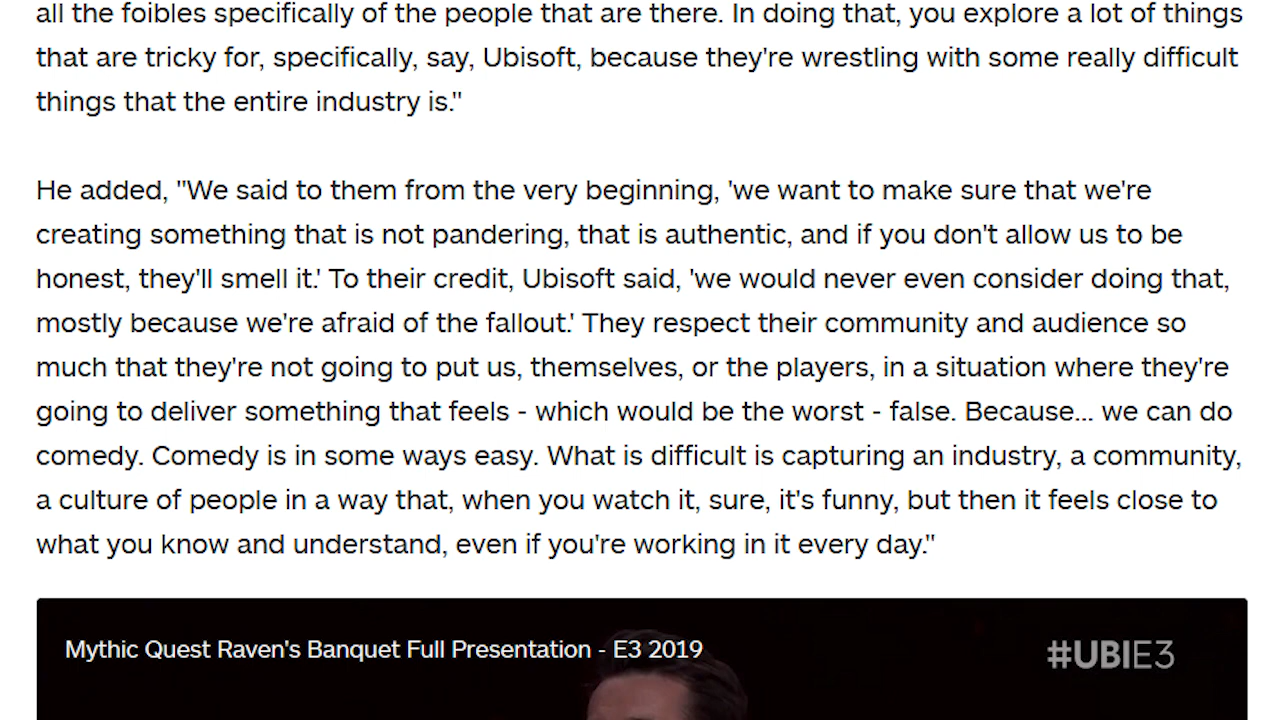 all the foibles specifically of the people that are there. In doing that, you explore a lot of things
that are tricky for, specifically, say, Ubisoft, because they're wrestling with some really difficult
things that the entire industry is."
He added, "We said to them from the very beginning, 'we want to make sure that we're
creating something that is not pandering, that is authentic, and if you don't allow us to be
honest, they'll smell it.' To their credit, Ubisoft said, 'we would never even consider doing that,
mostly because we're afraid of the fallout.' They respect their community and audience so
much that they're not going to put us, themselves, or the players, in a situation where they're
going to deliver something that feels - which would be the worst - false. Because... we can do
comedy. Comedy is in some ways easy. What is difficult is capturing an industry, a community,
a culture of people in a way that, when you watch it, sure, it's funny, but then it feels close to
what you know and understand, even if you're working in it every day."
Mythic Quest Raven's Banquet Full Presentation - E3 2019
#UBIE3